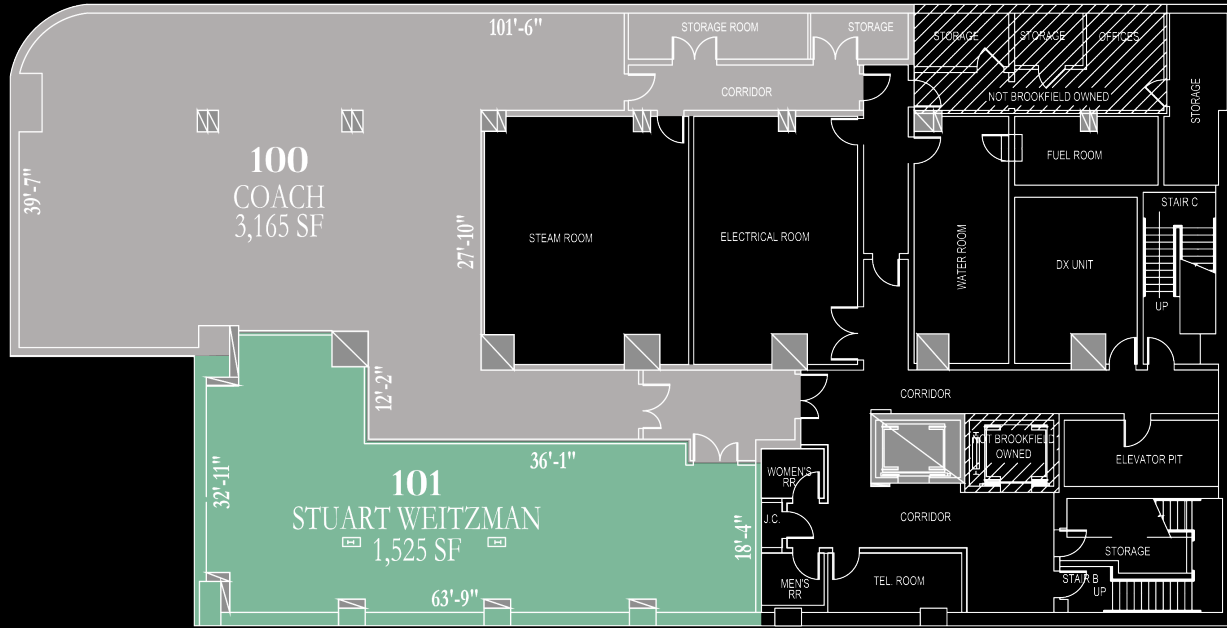 101'-6"
STORAGE ROOM
STORAGE
STORAGE
STORAGE
OFFICES
CORRIDOR
NOT BROOKFIELD OWNED
STORAGE
39'-7"
100
COACH
3,165 SF
27'-10"
STEAM ROOM
ELECTRICAL ROOM
WATER ROOM
FUEL ROOM
DX UNIT
STAIR C
UP
12'-2"
CORRIDOR
36'-1"
32'-11"
101
STUART WEITZMAN
1,525 SF
18'-4"
63'-9"
WOMEN'S
RR
J.C.
MEN'S
RR
NOT BROOKFIELD
OWNED
ELEVATOR PIT
CORRIDOR
TEL. ROOM
STORAGE
STAIR B
UP